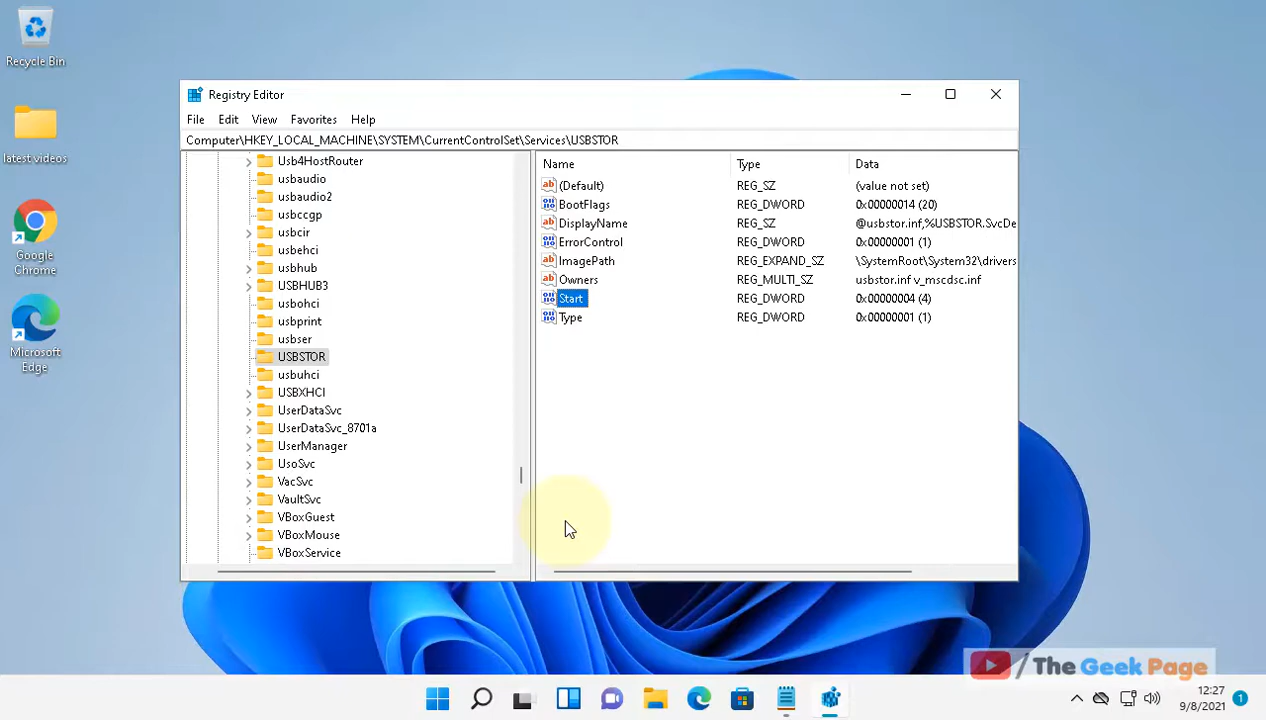 Recycle Bin
latest videos
Google
Chrome
Microsoft
Edge
Registry Editor
File Edit View Favorites Help
Computer\HKEY_LOCAL_MACHINE\SYSTEM\CurrentControlSet\Services\USBSTOR
Usb4HostRouter
usbaudio
usbaudio2
usbccgp
usbcir
usbehci
usbhub
USBHUB3
usbohci
usbprint
usbser
USBSTOR
usbuhci
USBXHCI
UserDataSvc
UserDataSvc_8701a
UserManager
UsoSvc
VacSvc
VaultSvc
VBoxGuest
VBoxMouse
VBoxService
Name Type Data
(Default) REG_SZ (value not set)
BootFlags REG_DWORD 0x00000014 (20)
DisplayName REG_SZ @usbstor.inf,%USBSTOR.SvcDe
ErrorControl REG_DWORD 0x00000001 (1)
ImagePath REG_EXPAND_SZ \SystemRoot\System32\drivers
Owners REG_MULTI_SZ usbstor.inf v_mscdsc.inf
Start REG_DWORD 0x00000004 (4)
Type REG_DWORD 0x00000001 (1)
/ The Geek Page
12:27
9/8/2021
1